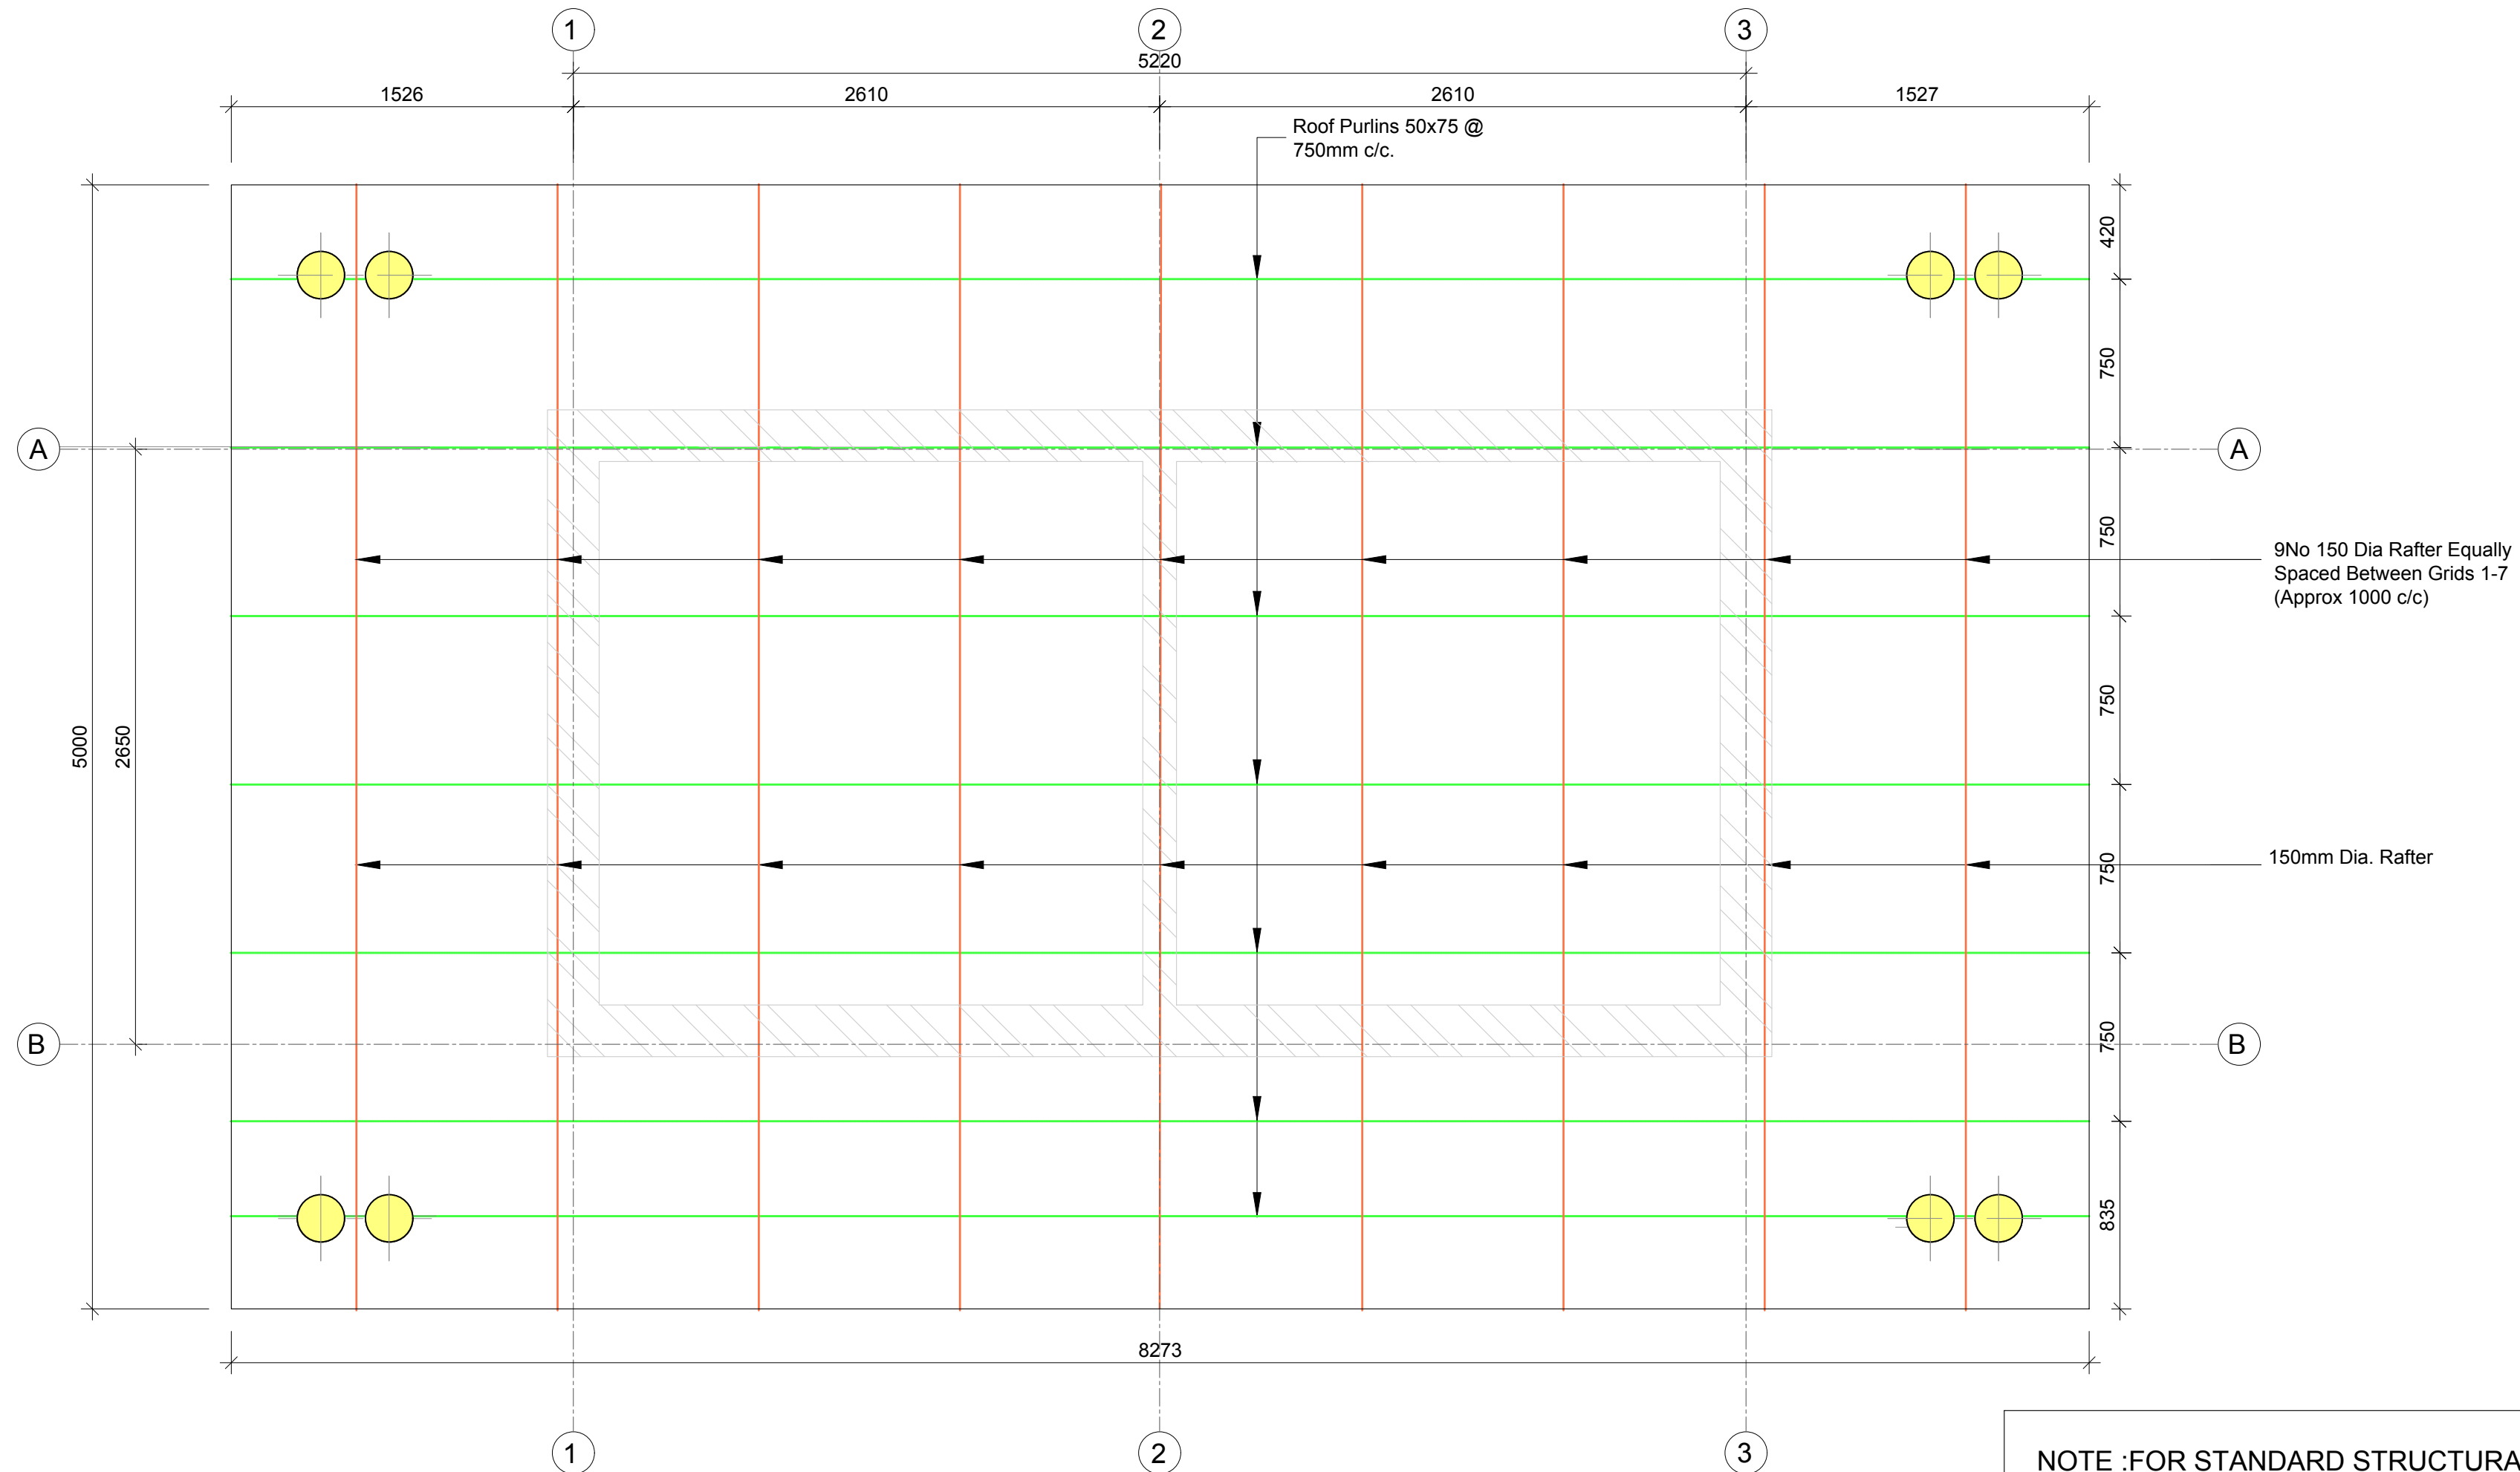 1
2
3
5220
1526
2610
2610
1527
Roof Purlins 50x75 @
750mm c/c.
420
750
A
A
750
9No 150 Dia Rafter Equally
Spaced Between Grids 1-7
(Approx 1000 c/c)
5000
2650
750
750
150mm Dia. Rafter
B
750
B
835
8273
1
2
3
NOTE :FOR STANDARD STRUCTURA